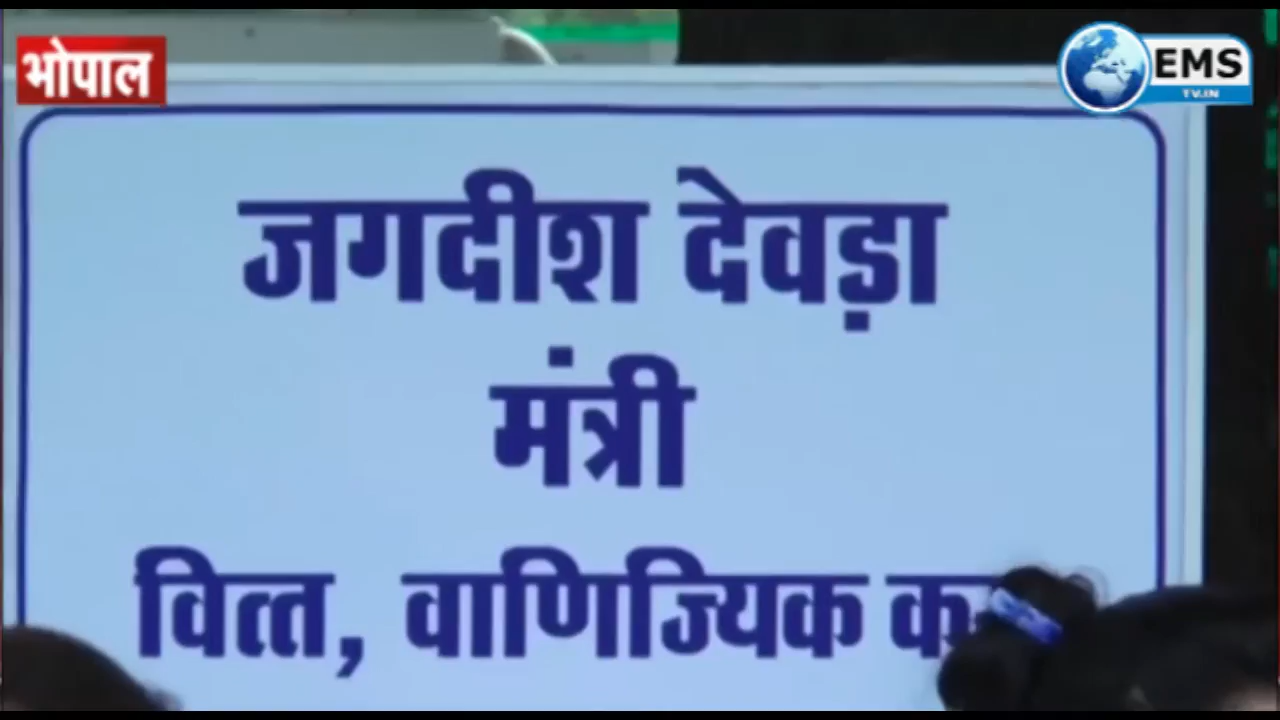 भोपाल
EMS
TV.IN
जगदीश देवड़ा
मंत्री
वित्त, वाणिज्यिक